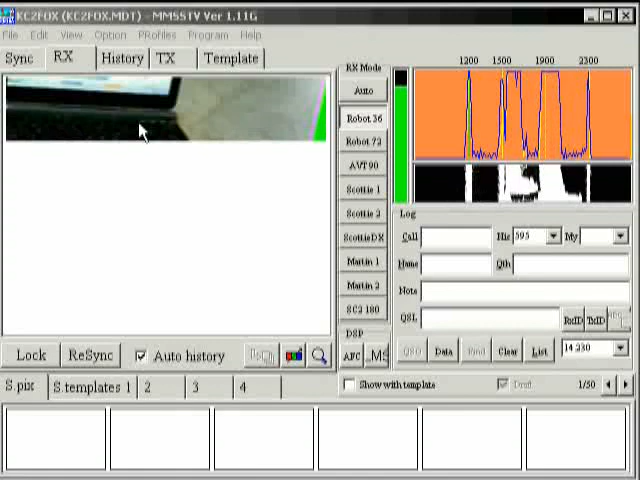 KC2FOX (KC2FOX.MDT) - MMSSTV Ver 1.11G
File Edit View Option PRofiles Program Help
Sync RX History TX Template
RX Mode
Auto
Robot 36
Robot 72
AVT 90
Scottie 1
Scottie 2
ScottieDX
Martin 1
Martin 2
SC2 180
DSP
AFC LMS
1200 1500 1900 2300
Log
Call His 595 My
Name Qth
Note
QSL RxID TxID
QSO Data Find Clear List 14.230
Lock ReSync Auto history
S.pix S.templates 1 2 3 4
Show with template Draft 1/50